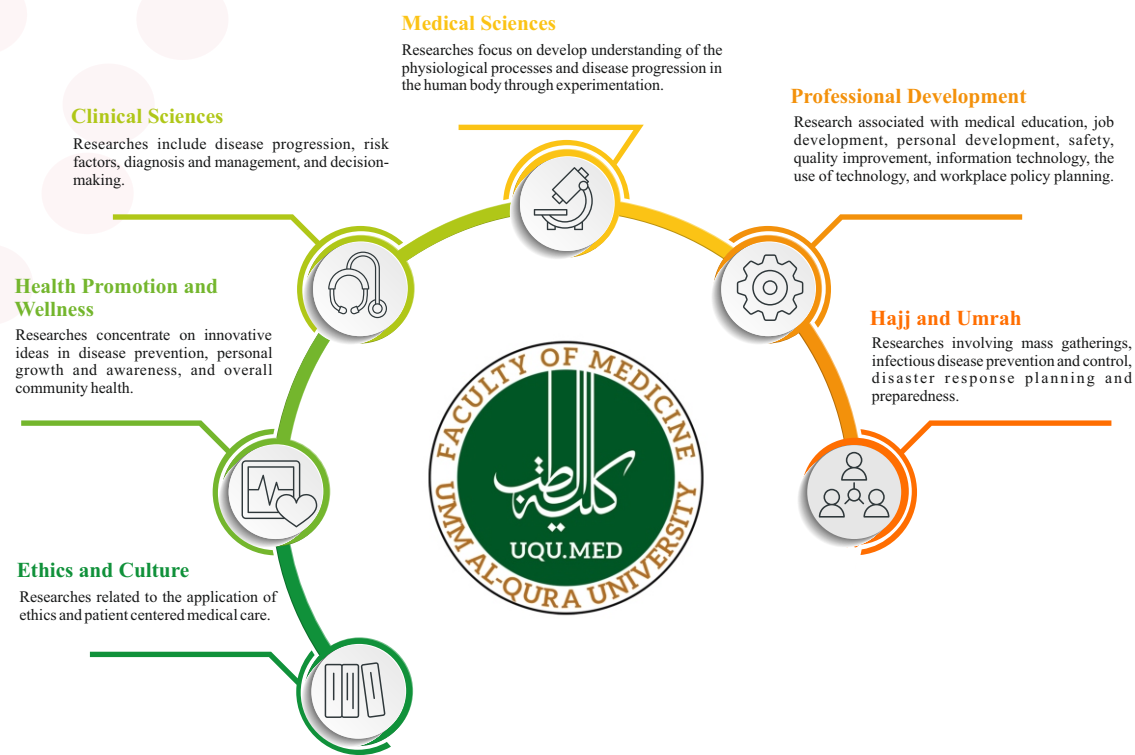 Medical Sciences
Researches focus on develop understanding of the
physiological processes and disease progression in
the human body through experimentation.
Clinical Sciences
Researches include disease progression, risk
factors, diagnosis and management, and decision-
making.
Professional Development
Research associated with medical education, job
development, personal development, safety,
quality improvement, information technology, the
use of technology, and workplace policy planning.
Health Promotion and
Wellness
Researches concentrate on innovative
ideas in disease prevention, personal
growth and awareness, and overall
community health.
Hajj and Umrah
Researches involving mass gatherings,
infectious disease prevention and control,
disaster response planning and
preparedness.
Ethics and Culture
Researches related to the application of
ethics and patient centered medical care.
FACULTY OF MEDICINE
كلية الطب
UQU.MED
UMM AL-QURA UNIVERSITY